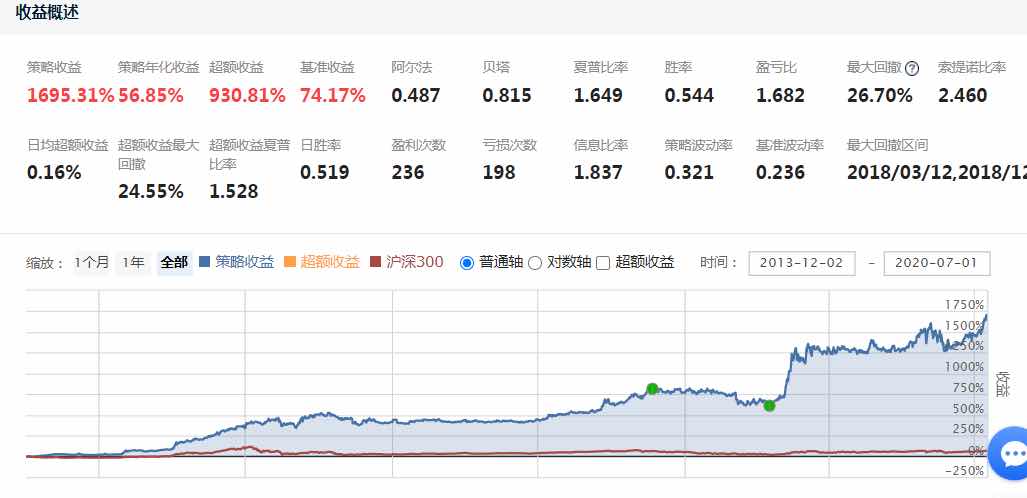 收益概述
策略收益 策略年化收益 超额收益 基准收益 阿尔法 贝塔 夏普比率 胜率 盈亏比 最大回撤 ? 索提诺比率
1695.31% 56.85% 930.81% 74.17% 0.487 0.815 1.649 0.544 1.682 26.70% 2.460
日均超额收益 超额收益最大回撤 超额收益夏普比率 日胜率 盈利次数 亏损次数 信息比率 策略波动率 基准波动率 最大回撤区间
0.16% 24.55% 1.528 0.519 236 198 1.837 0.321 0.236 2018/03/12,2018/12
缩放： 1个月 1年 全部 策略收益 超额收益 沪深300 普通轴 对数轴 超额收益 时间： 2013-12-02 - 2020-07-01
1750%
1500%
1250%
1000%
750%
500%
250%
0%
-250%
收益